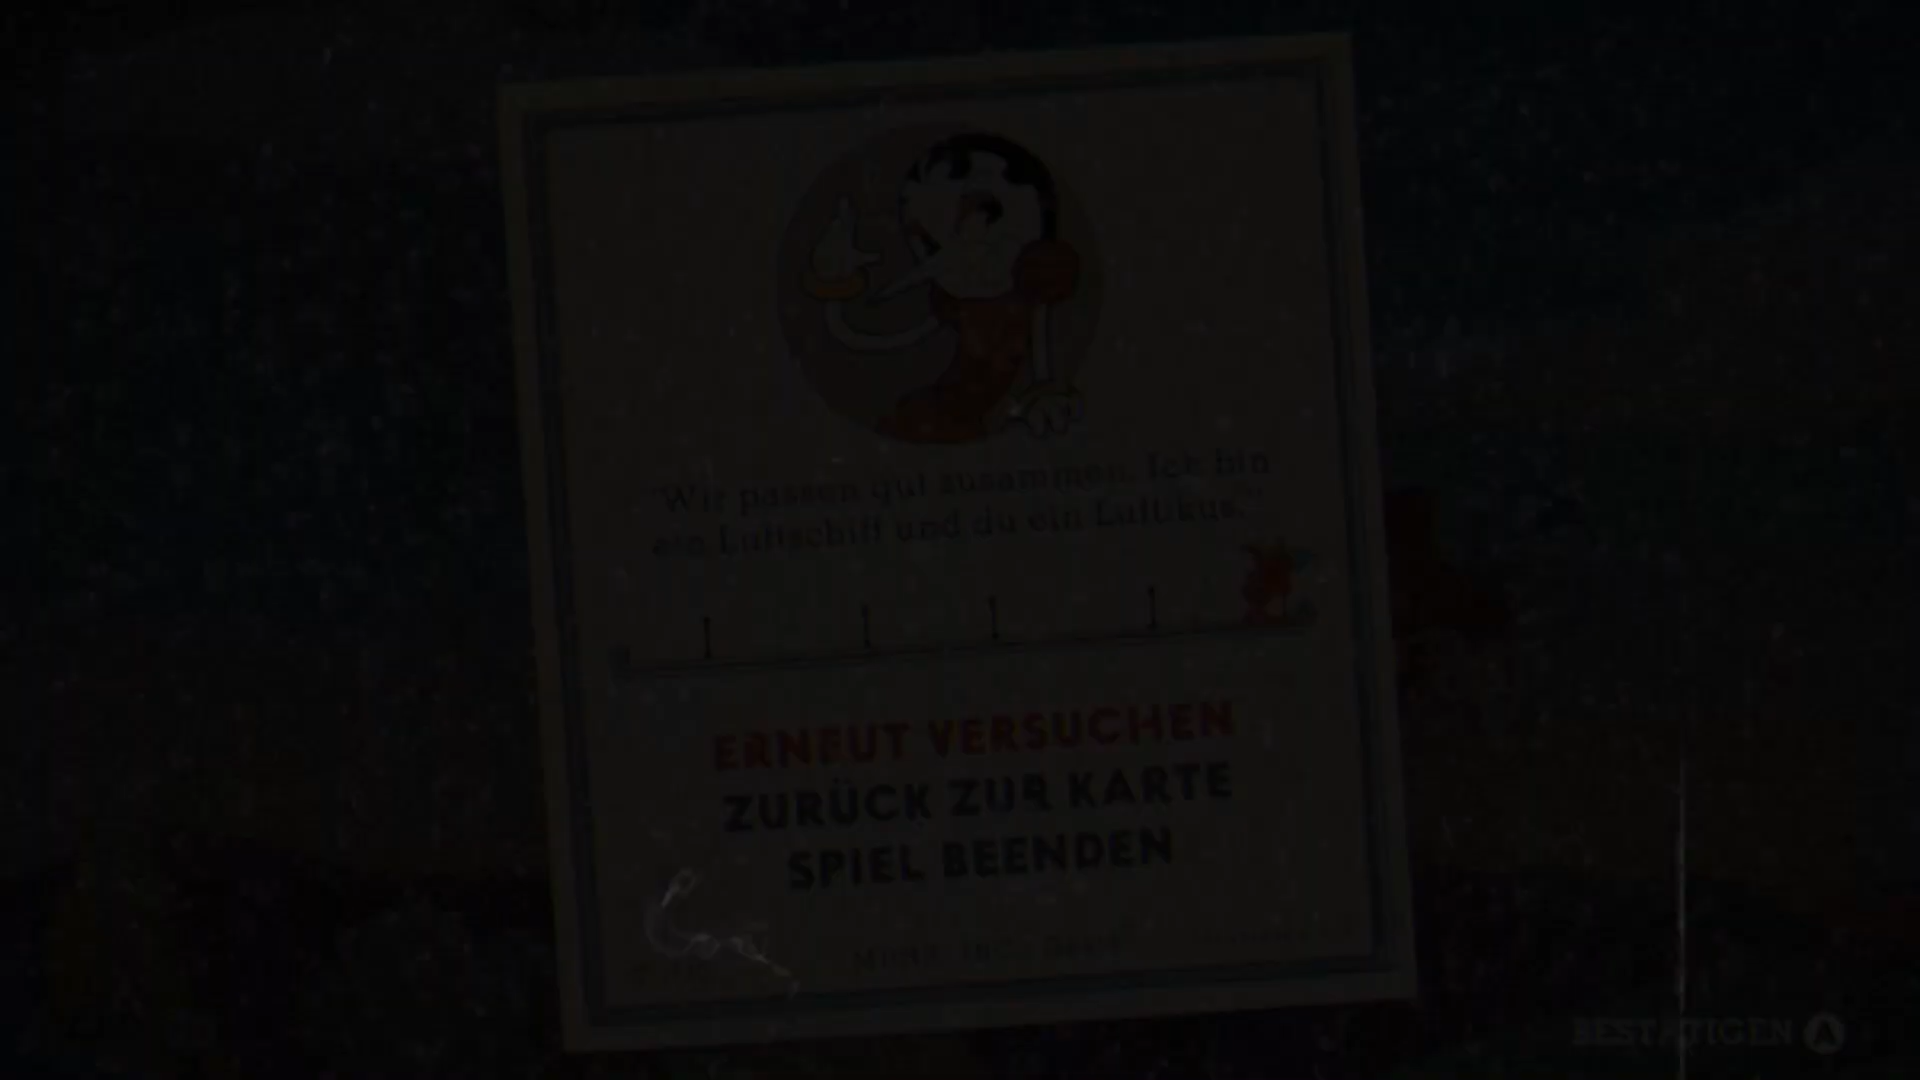 "Wir passen gut zusammen. Ich bin
ein Luftschiff und du ein Luftikus."
ERNEUT VERSUCHEN
ZURÜCK ZUR KARTE
SPIEL BEENDEN
BESTÄTIGEN A